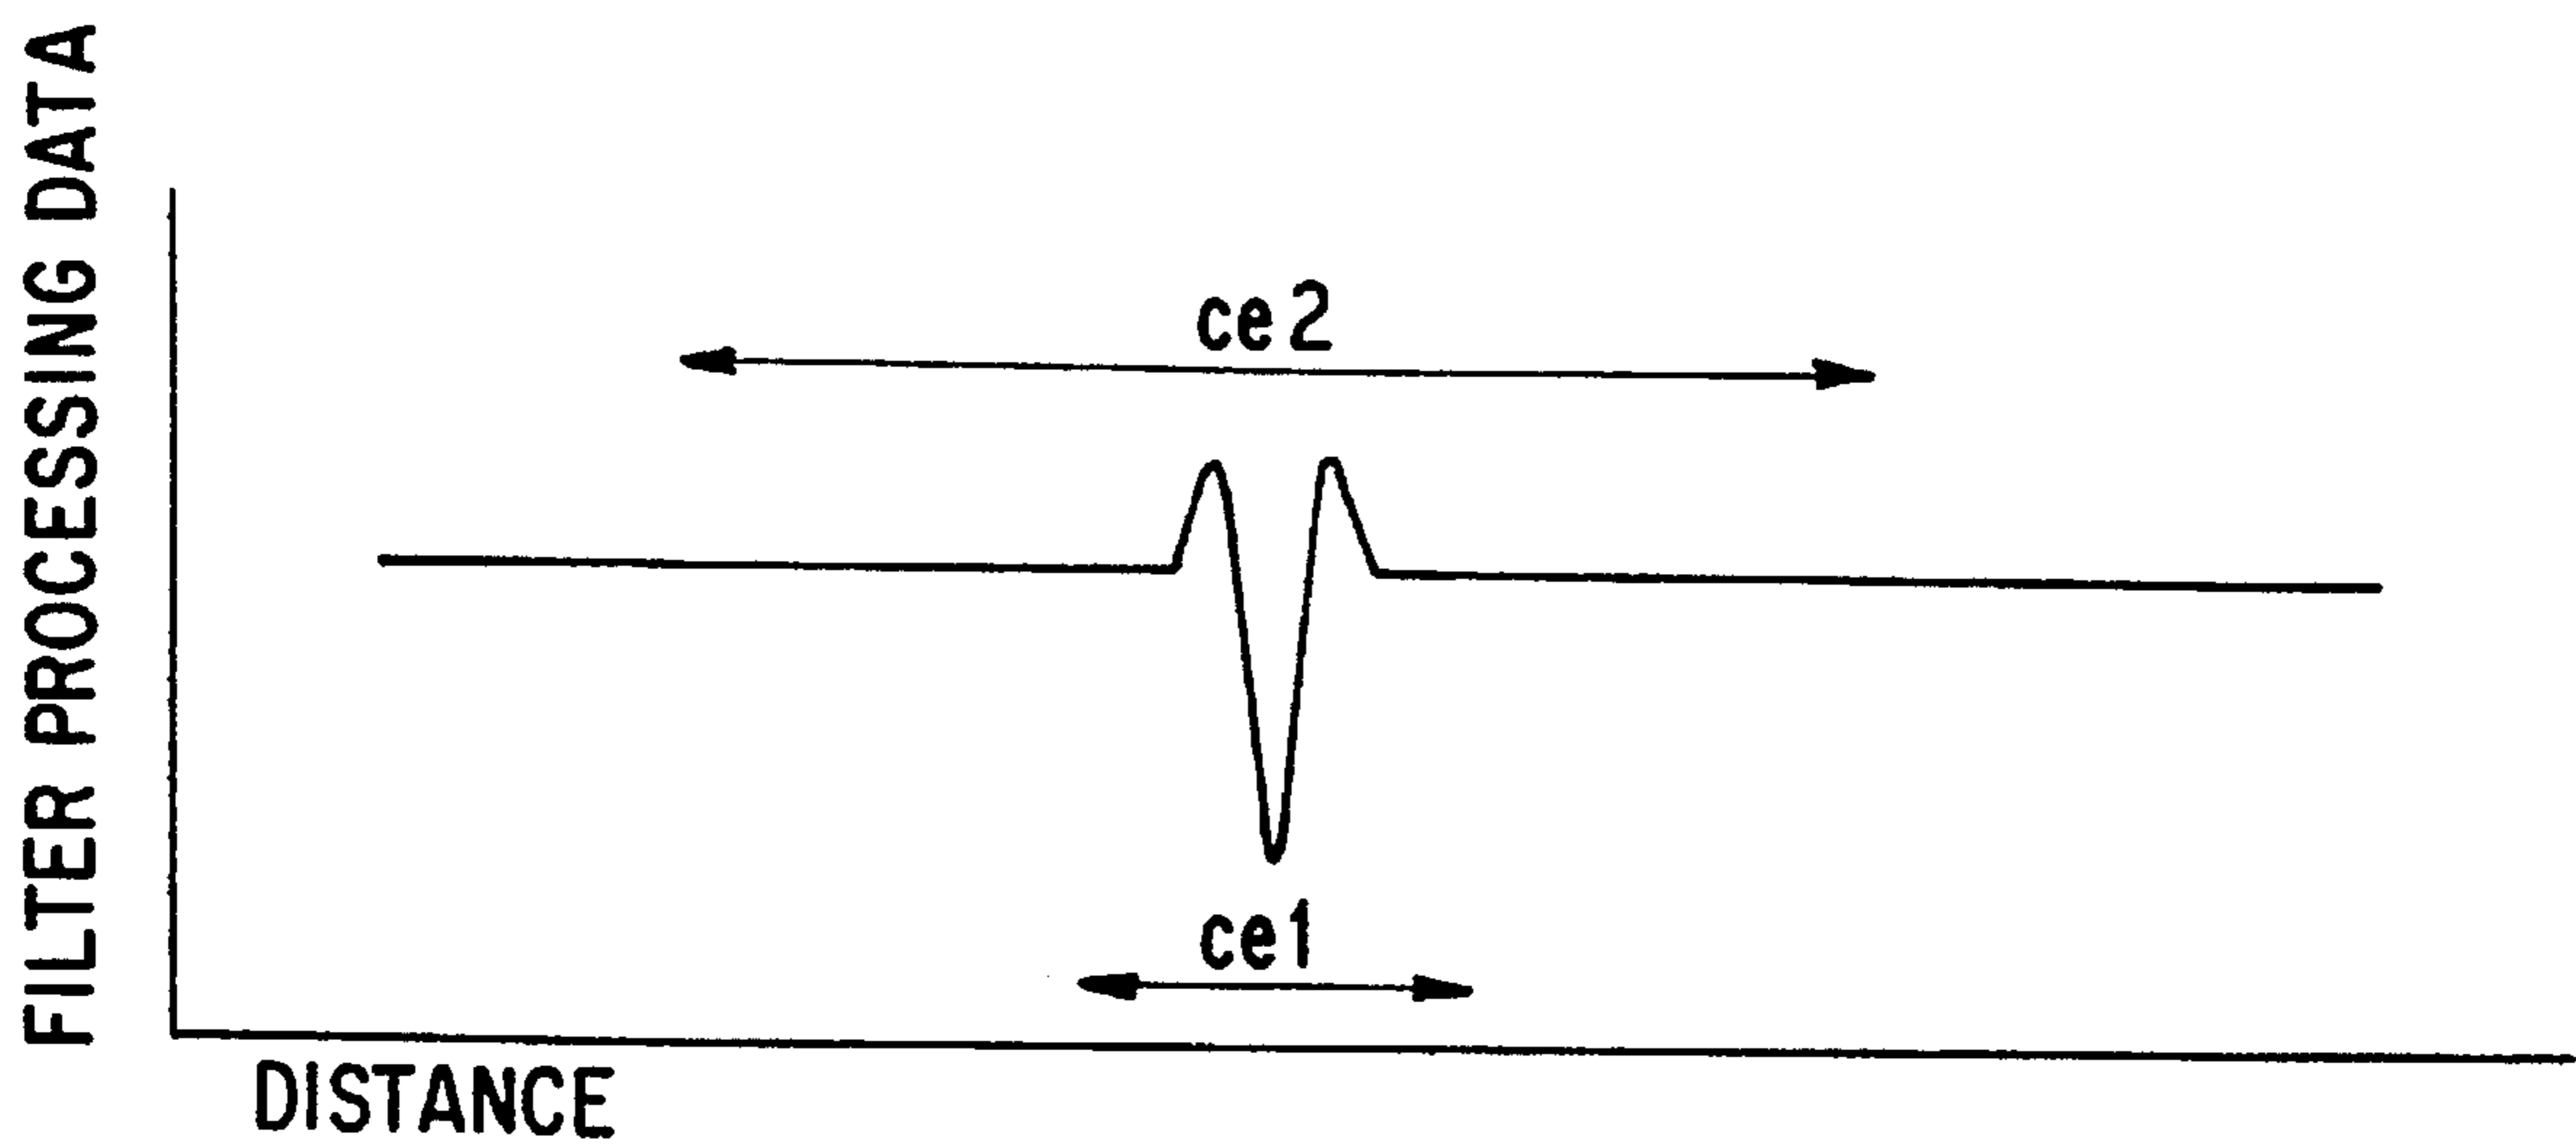 FILTER PROCESSING DATA
ce2
ce1
DISTANCE